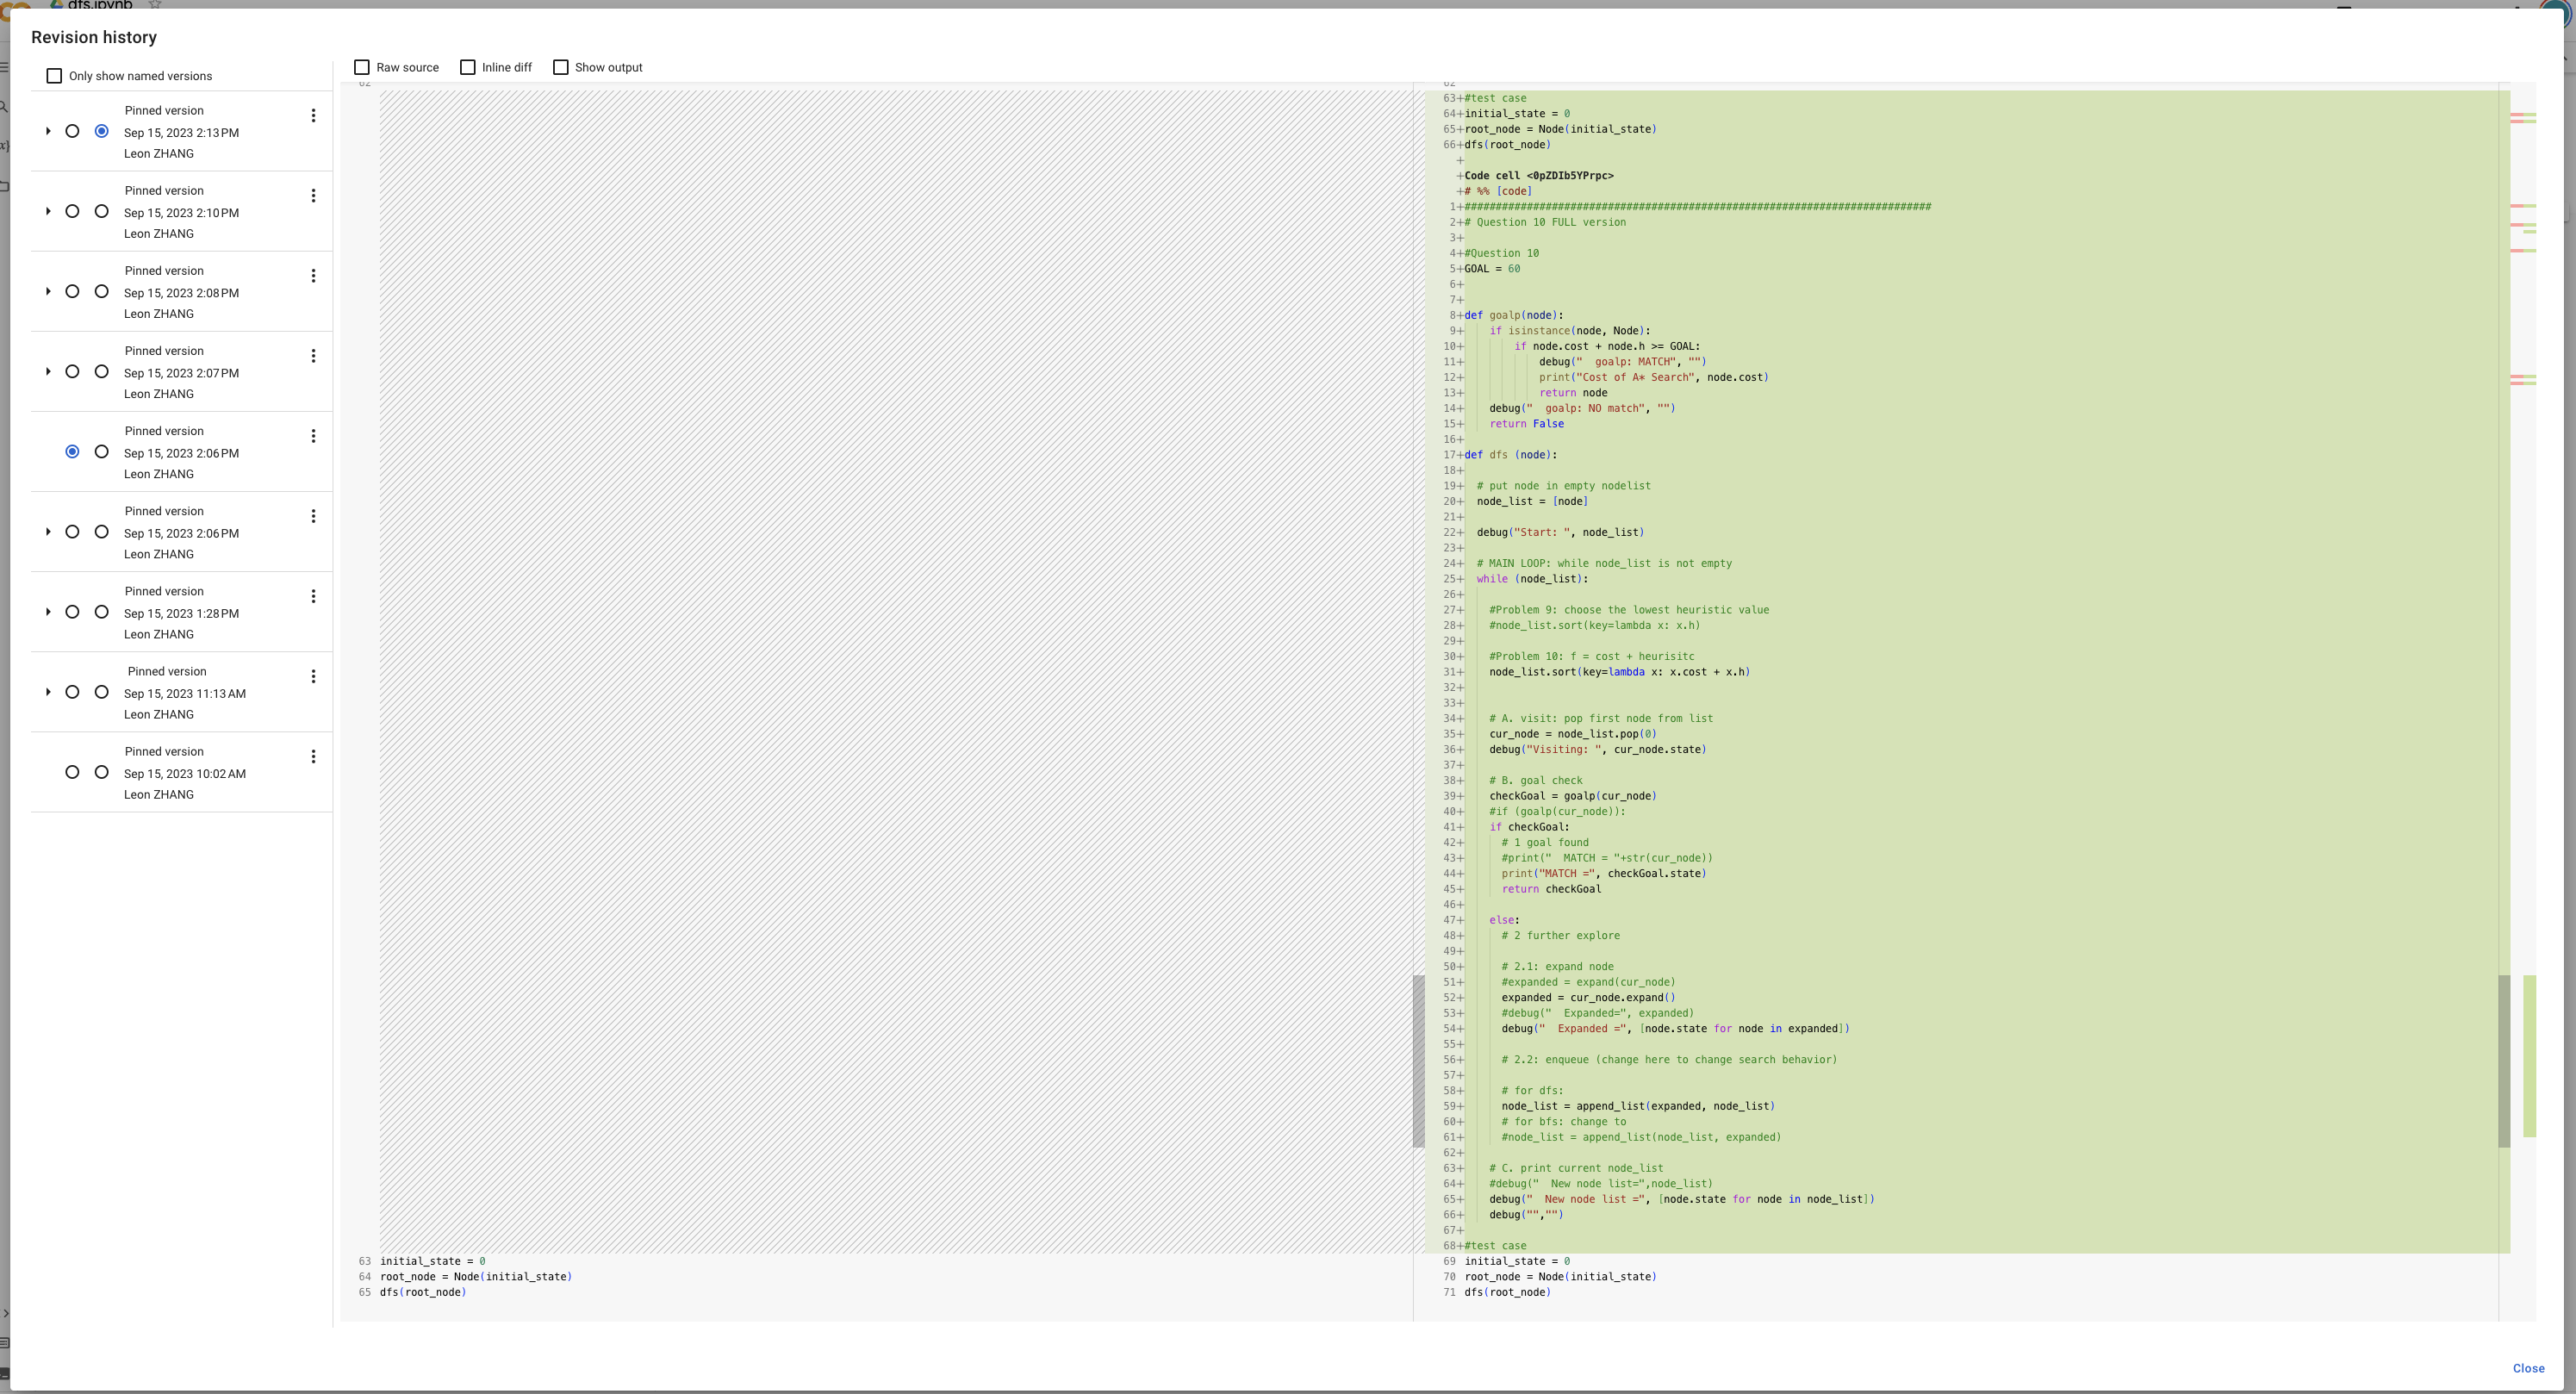 dfs.ipynb
Revision history
Only show named versions
Pinned version
Sep 15, 2023 2:13 PM
Leon ZHANG
Pinned version
Sep 15, 2023 2:10 PM
Leon ZHANG
Pinned version
Sep 15, 2023 2:08 PM
Leon ZHANG
Pinned version
Sep 15, 2023 2:07 PM
Leon ZHANG
Pinned version
Sep 15, 2023 2:06 PM
Leon ZHANG
Pinned version
Sep 15, 2023 2:06 PM
Leon ZHANG
Pinned version
Sep 15, 2023 1:28 PM
Leon ZHANG
Pinned version
Sep 15, 2023 11:13 AM
Leon ZHANG
Pinned version
Sep 15, 2023 10:02 AM
Leon ZHANG
Raw source Inline diff Show output
62
63 initial_state = 0
64 root_node = Node(initial_state)
65 dfs(root_node)
62
63+#test case
64+initial_state = 0
65+root_node = Node(initial_state)
66+dfs(root_node)
+
+Code cell <0pZDIb5YPrpc>
+# %% [code]
1+###########################################################################
2+# Question 10 FULL version
3+
4+#Question 10
5+GOAL = 60
6+
7+
8+def goalp(node):
9+    if isinstance(node, Node):
10+        if node.cost + node.h >= GOAL:
11+            debug("  goalp: MATCH", "")
12+            print("Cost of A* Search", node.cost)
13+            return node
14+    debug("  goalp: NO match", "")
15+    return False
16+
17+def dfs (node):
18+
19+  # put node in empty nodelist
20+  node_list = [node]
21+
22+  debug("Start: ", node_list)
23+
24+  # MAIN LOOP: while node_list is not empty
25+  while (node_list):
26+
27+    #Problem 9: choose the lowest heuristic value
28+    #node_list.sort(key=lambda x: x.h)
29+
30+    #Problem 10: f = cost + heurisitc
31+    node_list.sort(key=lambda x: x.cost + x.h)
32+
33+
34+    # A. visit: pop first node from list
35+    cur_node = node_list.pop(0)
36+    debug("Visiting: ", cur_node.state)
37+
38+    # B. goal check
39+    checkGoal = goalp(cur_node)
40+    #if (goalp(cur_node)):
41+    if checkGoal:
42+      # 1 goal found
43+      #print("  MATCH = "+str(cur_node))
44+      print("MATCH =", checkGoal.state)
45+      return checkGoal
46+
47+    else:
48+      # 2 further explore
49+
50+      # 2.1: expand node
51+      #expanded = expand(cur_node)
52+      expanded = cur_node.expand()
53+      #debug("  Expanded=", expanded)
54+      debug("  Expanded =", [node.state for node in expanded])
55+
56+      # 2.2: enqueue (change here to change search behavior)
57+
58+      # for dfs:
59+      node_list = append_list(expanded, node_list)
60+      # for bfs: change to
61+      #node_list = append_list(node_list, expanded)
62+
63+    # C. print current node_list
64+    #debug("  New node list=",node_list)
65+    debug("  New node list =", [node.state for node in node_list])
66+    debug("","")
67+
68+#test case
69 initial_state = 0
70 root_node = Node(initial_state)
71 dfs(root_node)
Close